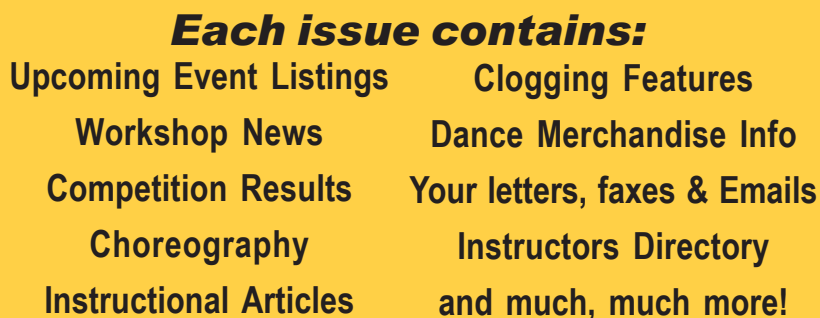 Each issue contains:
Upcoming Event Listings
Workshop News
Competition Results
Choreography
Instructional Articles
Clogging Features
Dance Merchandise Info
Your letters, faxes & Emails
Instructors Directory
and much, much more!